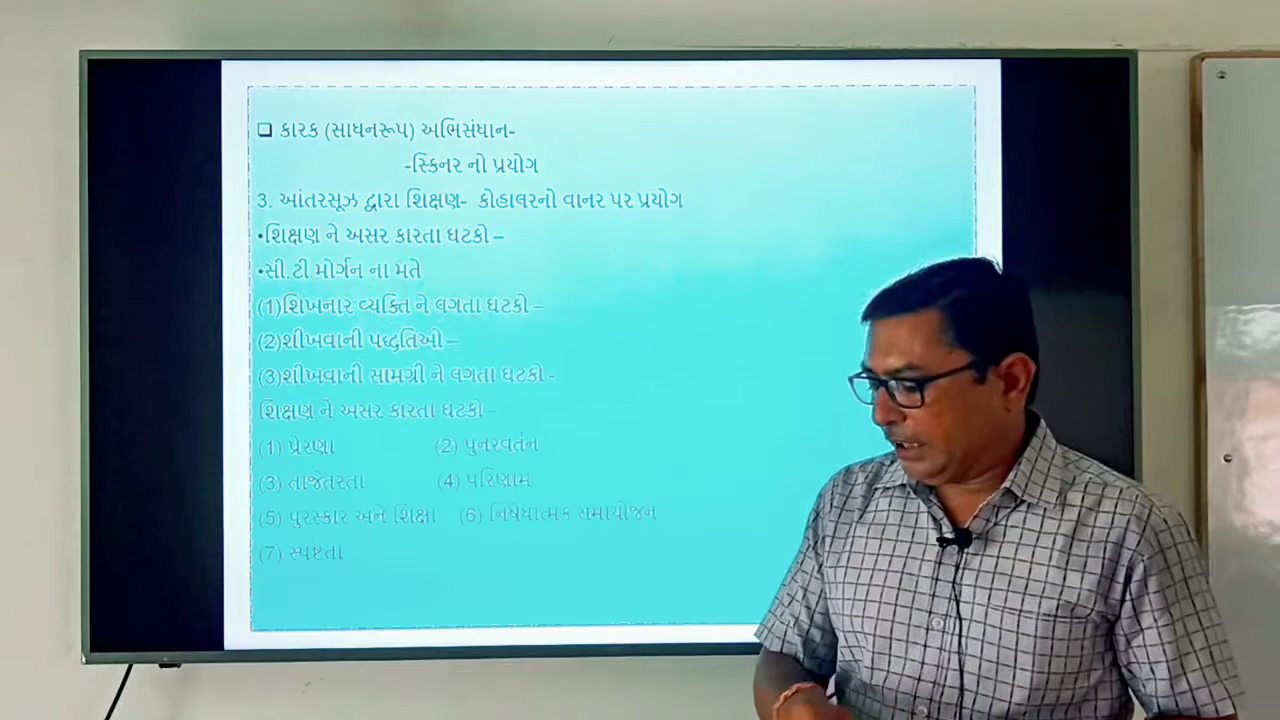 ❑ કારક (સાધનરૂપ) અભિસંધાન-
-સ્કિનર નો પ્રયોગ
3. આંતરસૂઝ દ્વારા શિક્ષણ- કોહાલરનો વાનર પર પ્રયોગ
•શિક્ષણ ને અસર કારતા ઘટકો –
•સી.ટી મોર્ગન ના મતે
(1)શિખનાર વ્યક્તિ ને લગતા ઘટકો –
(2)શીખવાની પધ્ધતિઓ –
(3)શીખવાની સામગ્રી ને લગતા ઘટકો -
શિક્ષણ ને અસર કારતા ઘટકો –
(1) પ્રેરણા (2) પુનરવર્તન
(3) તાજેતરતા (4) પરિણામ
(5) પુરસ્કાર અને શિક્ષા (6) નિષેધાત્મક સમાયોજન
(7) સ્પષ્ટતા